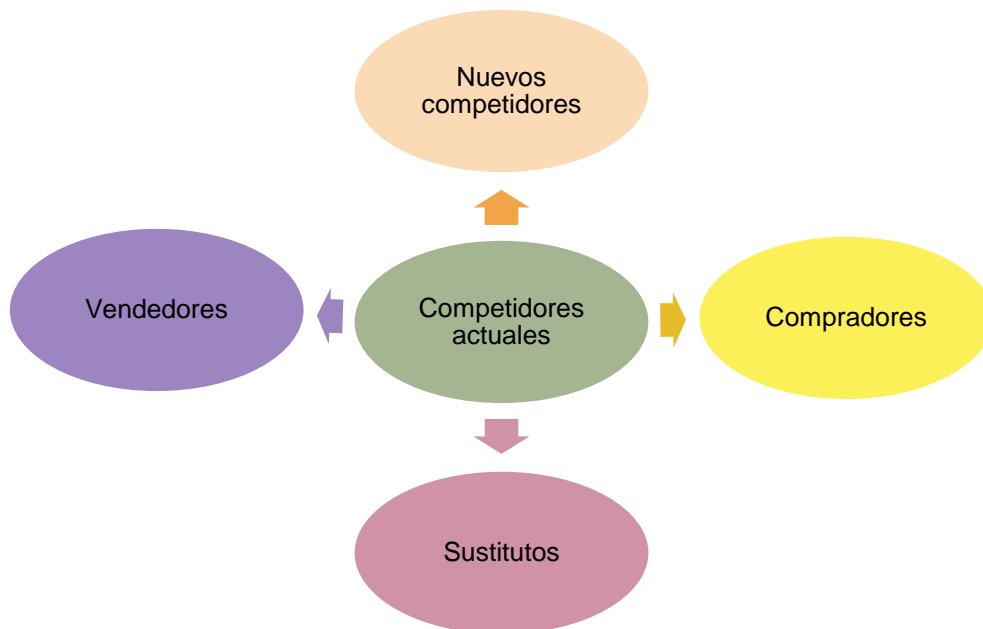 Nuevos
competidores
Vendedores
Competidores
actuales
Compradores
Sustitutos